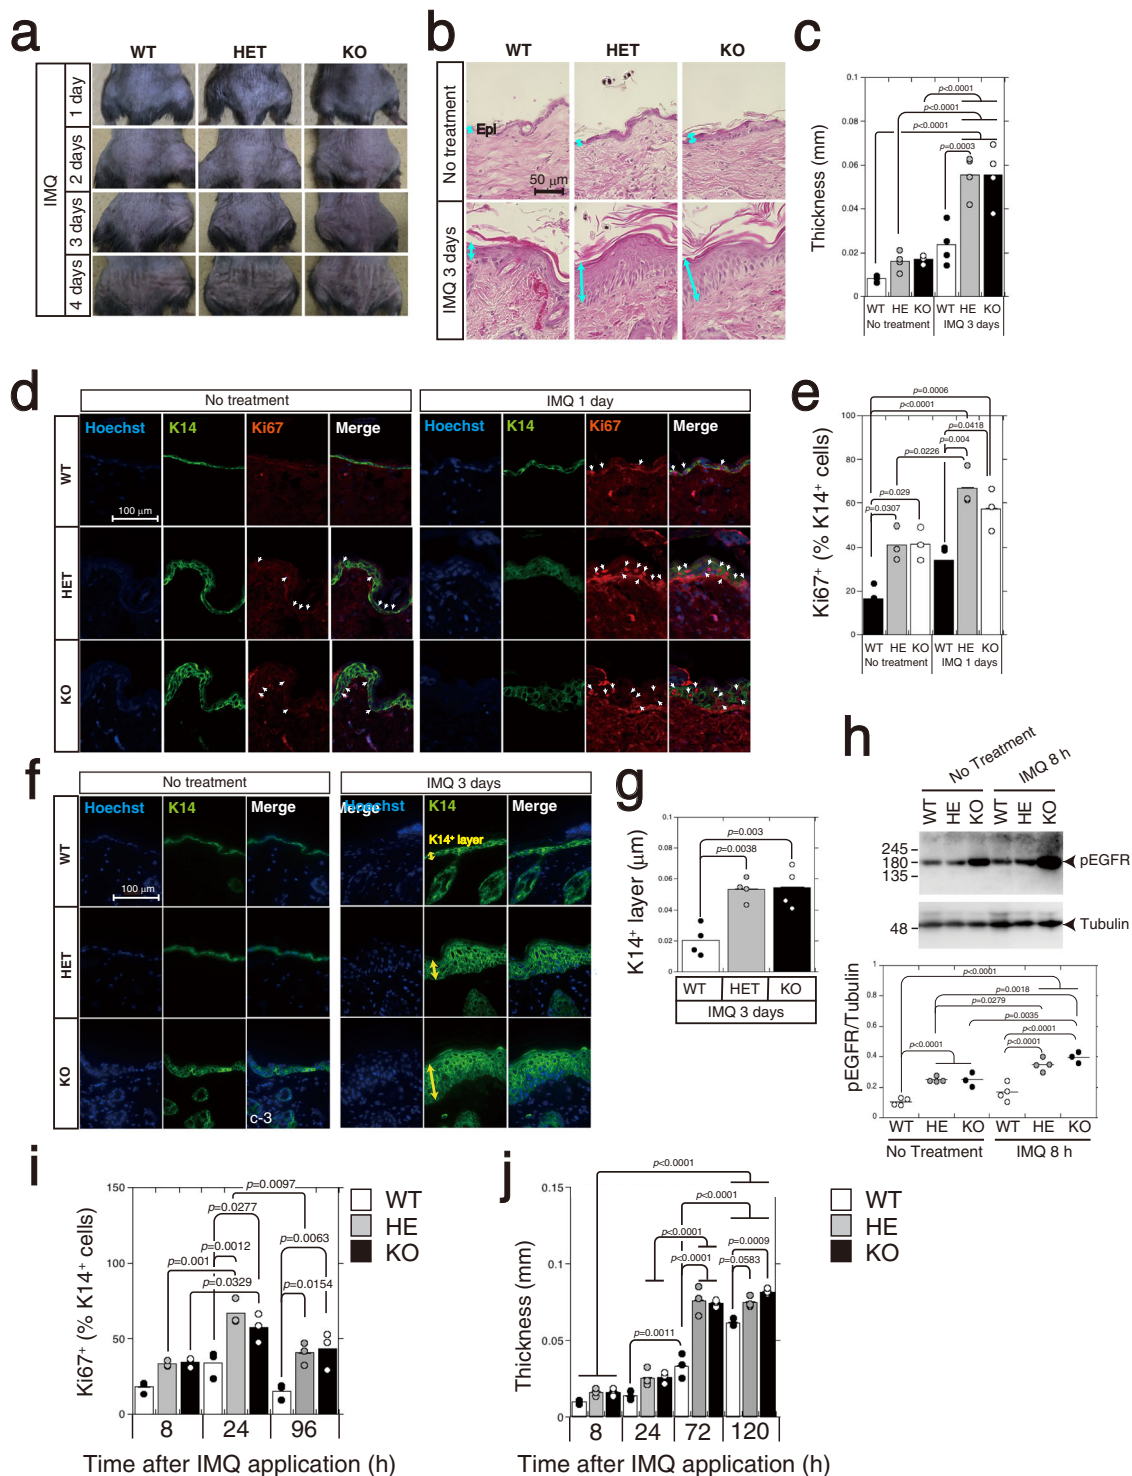 a
WT
HET
KO
IMQ
1 day
2 days
3 days
4 days
b
WT
HET
KO
No treatment
IMQ 3 days
Epi
50 μm
c
Thickness (mm)
0.1
0.08
0.06
0.04
0.02
0
p<0.0001
p<0.0001
p<0.0001
p=0.0003
WT HE KO WT HE KO
No treatment IMQ 3 days
d
No treatment
IMQ 1 day
Hoechst K14 Ki67 Merge Hoechst K14 Ki67 Merge
WT
HET
KO
100 μm
e
Ki67+ (% K14+ cells)
100
80
60
40
20
0
p=0.0006
p<0.0001
p=0.0418
p=0.004
p=0.0226
p=0.029
p=0.0307
WT HE KO WT HE KO
No treatment IMQ 1 days
f
No treatment
IMQ 3 days
Hoechst K14 Merge Merge Hoechst K14 Merge
WT
HET
KO
K14+ layer
100 μm
c-3
g
K14+ layer (μm)
0.1
0.08
0.06
0.04
0.02
0
p=0.003
p=0.0038
WT HET KO
IMQ 3 days
h
No Treatment
IMQ 8 h
WT HE KO WT HE KO
245
180
135
pEGFR
48
Tubulin
pEGFR/Tubulin
1
0.8
0.6
0.4
0.2
0
p<0.0001
p=0.0018
p=0.0279
p=0.0035
p<0.0001
p<0.0001
p<0.0001
WT HE KO WT HE KO
No Treatment IMQ 8 h
i
Ki67+ (% K14+ cells)
150
100
50
0
p=0.0097
p=0.0277
p=0.0063
p=0.0012
p=0.001
p=0.0329
p=0.0154
WT
HE
KO
8 24 96
Time after IMQ application (h)
j
Thickness (mm)
0.15
0.1
0.05
0
p<0.0001
p<0.0001
p<0.0001
p=0.0009
p<0.0001
p=0.0583
p=0.0011
WT
HE
KO
8 24 72 120
Time after IMQ application (h)